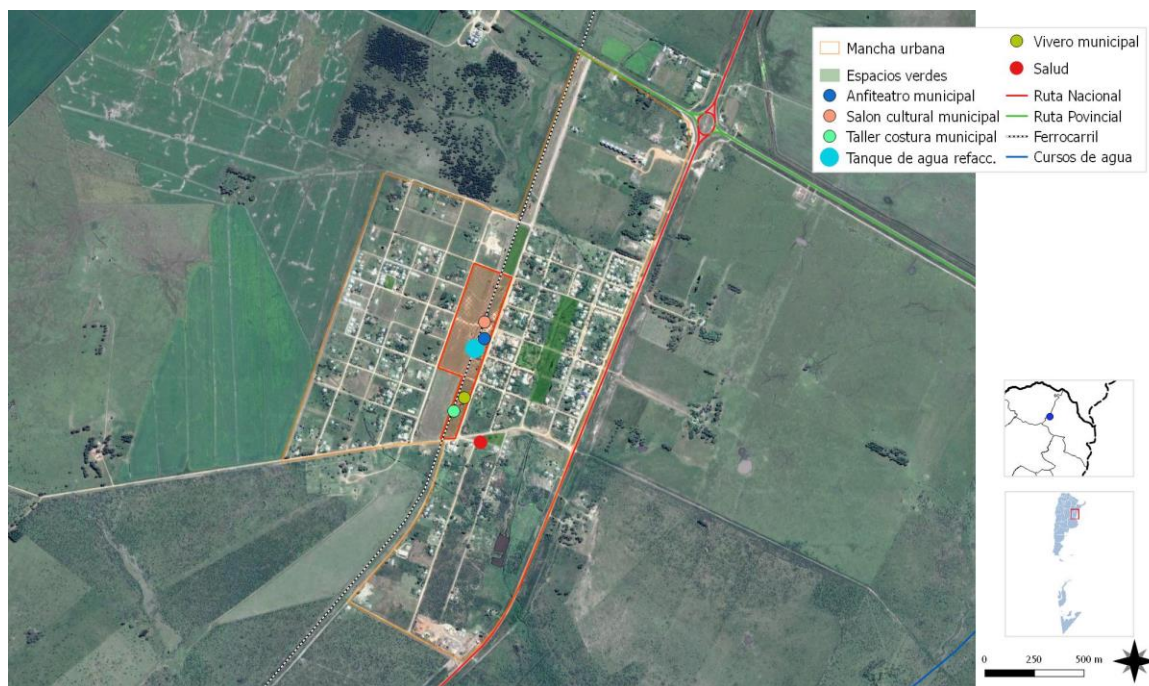 Mancha urbana
Espacios verdes
Anfiteatro municipal
Salon cultural municipal
Taller costura municipal
Tanque de agua refacc.
Vivero municipal
Salud
Ruta Nacional
Ruta Povincial
Ferrocarril
Cursos de agua
0 250 500 m